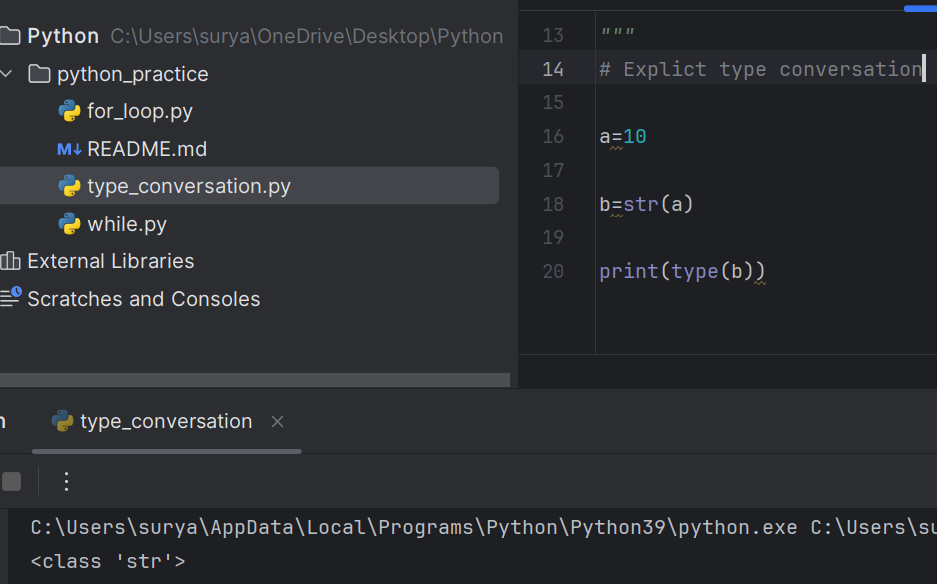 Python C:\Users\surya\OneDrive\Desktop\Python
python_practice
for_loop.py
M↓ README.md
type_conversation.py
while.py
External Libraries
Scratches and Consoles
13 """
14 # Explict type conversation
15
16 a=10
17
18 b=str(a)
19
20 print(type(b))
type_conversation
C:\Users\surya\AppData\Local\Programs\Python\Python39\python.exe C:\Users\su
<class 'str'>